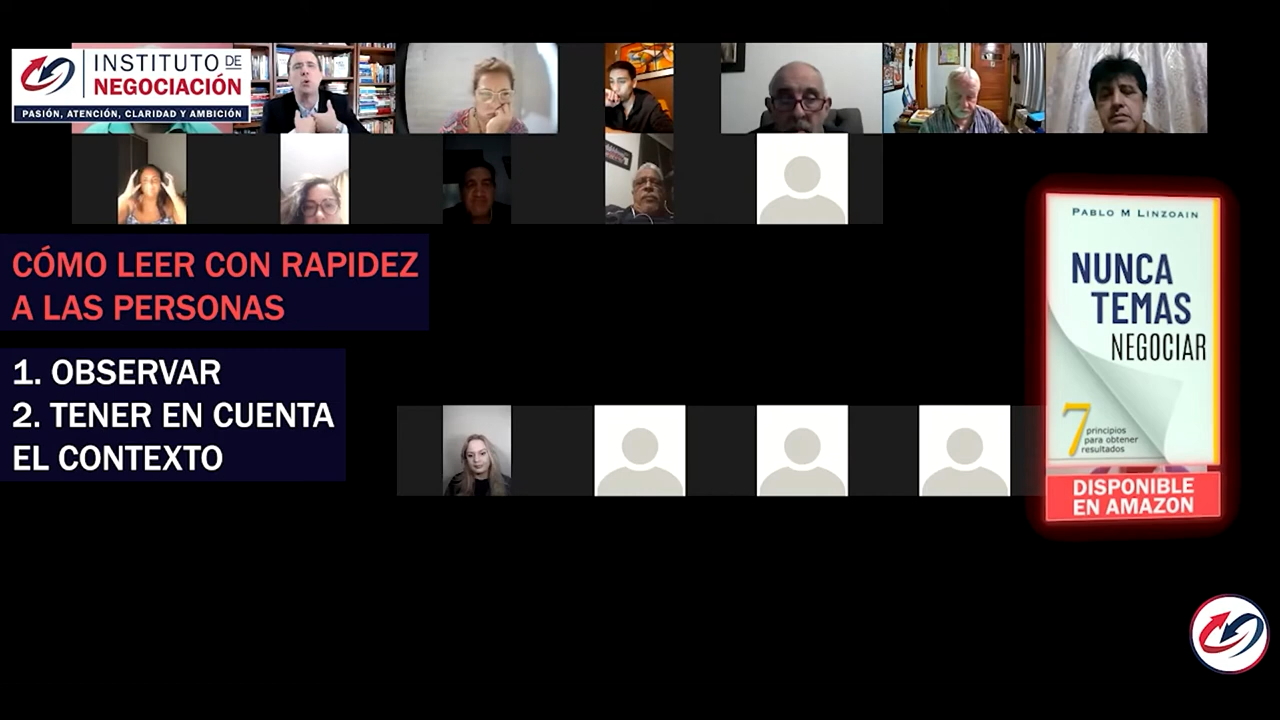 INSTITUTO DE
NEGOCIACIÓN
PASIÓN, ATENCIÓN, CLARIDAD Y AMBICIÓN
CÓMO LEER CON RAPIDEZ
A LAS PERSONAS
1. OBSERVAR
2. TENER EN CUENTA
EL CONTEXTO
PABLO M LINZOAIN
NUNCA
TEMAS
NEGOCIAR
7 principios
para obtener
resultados
DISPONIBLE
EN AMAZON